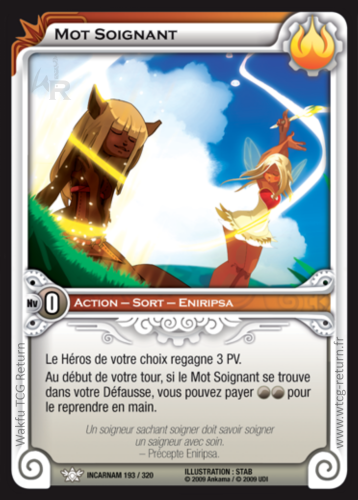 Mot Soignant
R
Nv 0
Action – Sort – Eniripsa
Le Héros de votre choix regagne 3 PV.
Au début de votre tour, si le Mot Soignant se trouve
dans votre Défausse, vous pouvez payer
pour
le reprendre en main.
Un soigneur sachant soigner doit savoir soigner
un saigneur avec soin.
– Précepte Eniripsa.
INCARNAM 193 / 320
ILLUSTRATION : STAB
© 2009 Ankama / © 2009 UDI
Wakfu TCG Return
www.wtcg-return.fr